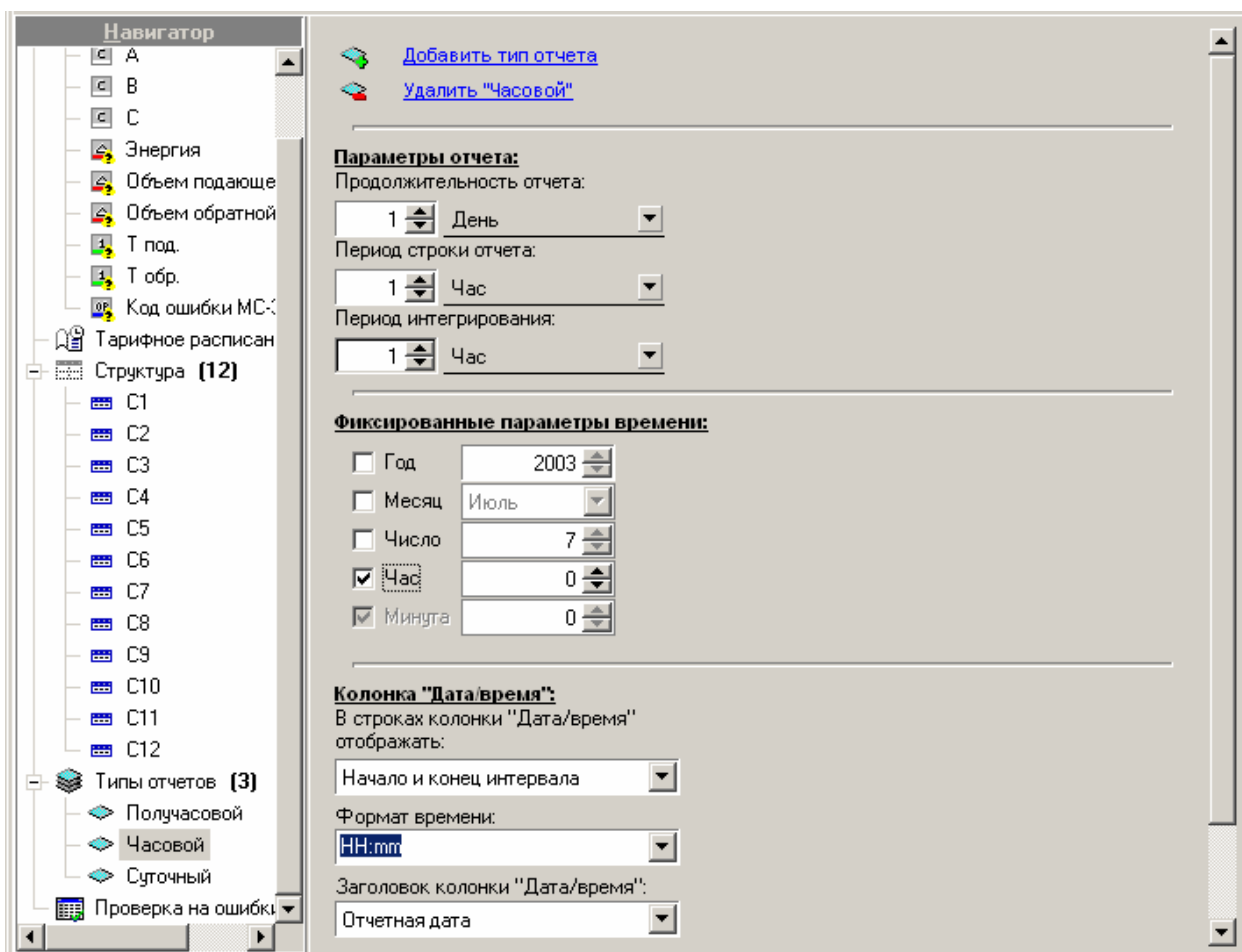 Навигатор
A
B
C
Энергия
Объем подающе
Объем обратной
Т под.
Т обр.
Код ошибки МС-3
Тарифное расписан
Структура (12)
C1
C2
C3
C4
C5
C6
C7
C8
C9
C10
C11
C12
Типы отчетов (3)
Получасовой
Часовой
Суточный
Проверка на ошибки
Добавить тип отчета
Удалить "Часовой"
Параметры отчета:
Продолжительность отчета:
1 День
Период строки отчета:
1 Час
Период интегрирования:
1 Час
Фиксированные параметры времени:
Год 2003
Месяц Июль
Число 7
Час 0
Минута 0
Колонка "Дата/время":
В строках колонки "Дата/время"
отображать:
Начало и конец интервала
Формат времени:
HH:mm
Заголовок колонки "Дата/время":
Отчетная дата